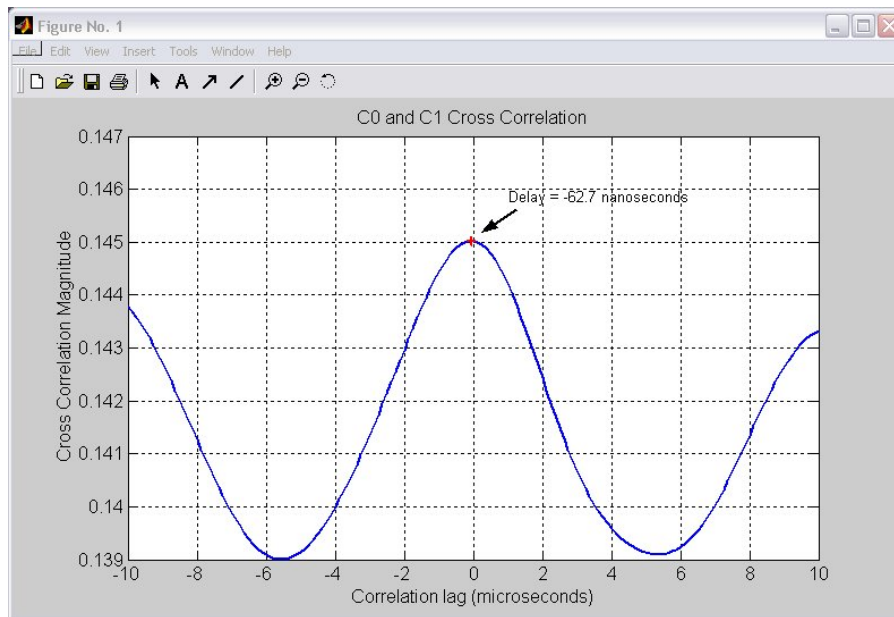 Figure No. 1
File Edit View Insert Tools Window Help
A
C0 and C1 Cross Correlation
0.147
0.146
0.145
0.144
0.143
0.142
0.141
0.14
0.139
Cross Correlation Magnitude
Delay = -62.7 nanoseconds
-10 -8 -6 -4 -2 0 2 4 6 8 10
Correlation lag (microseconds)